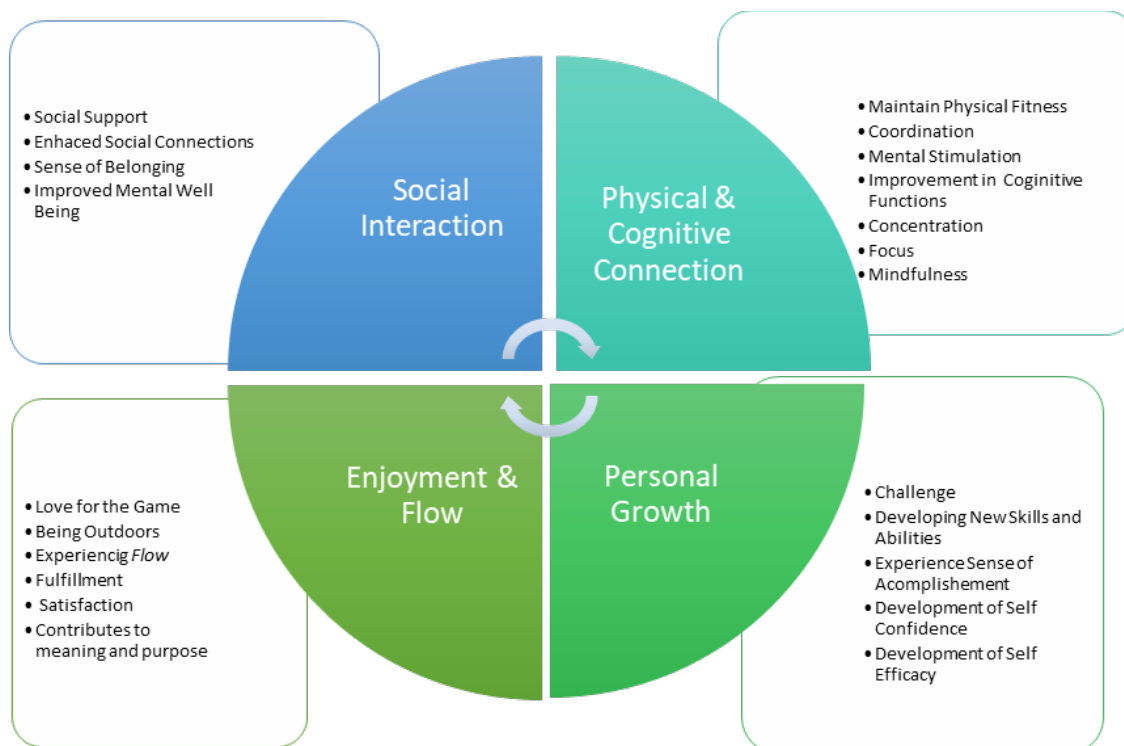 • Social Support
• Enhaced Social Connections
• Sense of Belonging
• Improved Mental Well
Being
Social
Interaction
Physical &
Cognitive
Connection
• Maintain Physical Fitness
• Coordination
• Mental Stimulation
• Improvement in Coginitive
Functions
• Concentration
• Focus
• Mindfulness
• Love for the Game
• Being Outdoors
• Experiencig Flow
• Fulfillment
• Satisfaction
• Contributes to
meaning and purpose
Enjoyment &
Flow
Personal
Growth
• Challenge
• Developing New Skills and
Abilities
• Experience Sense of
Acomplishement
• Development of Self
Confidence
• Development of Self
Efficacy